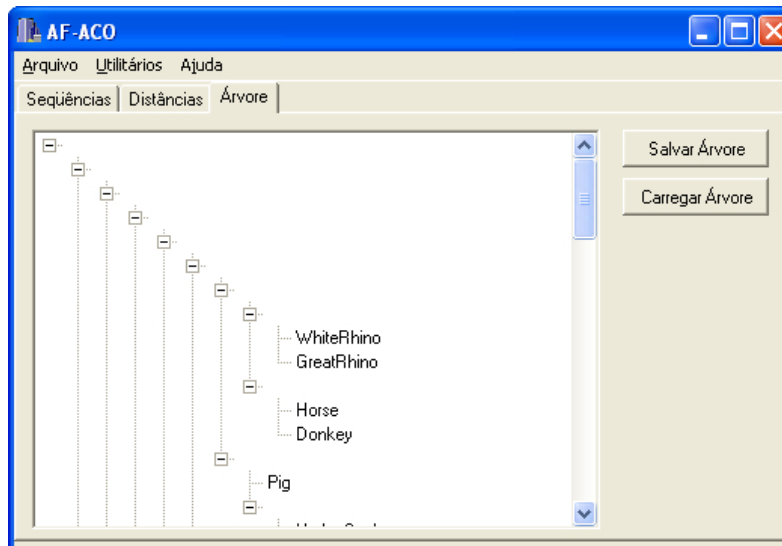 AF-ACO
Arquivo Utilitários Ajuda
Seqüências Distâncias Árvore
Salvar Árvore
Carregar Árvore
WhiteRhino
GreatRhino
Horse
Donkey
Pig